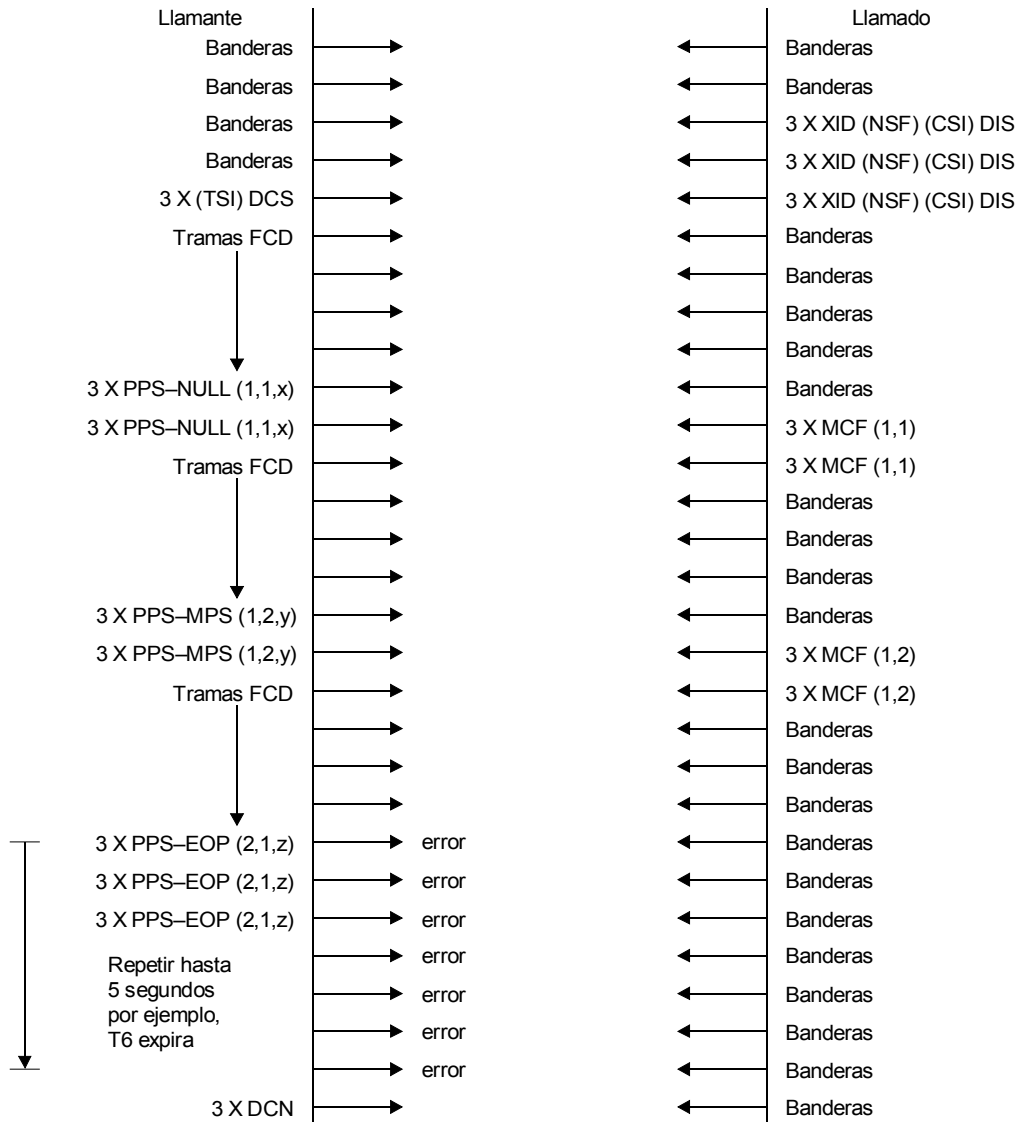 Llamante Llamado
Banderas Banderas
Banderas Banderas
Banderas 3 X XID (NSF) (CSI) DIS
Banderas 3 X XID (NSF) (CSI) DIS
3 X (TSI) DCS 3 X XID (NSF) (CSI) DIS
Tramas FCD Banderas
Banderas
Banderas
Banderas
3 X PPS–NULL (1,1,x) Banderas
3 X PPS–NULL (1,1,x) 3 X MCF (1,1)
Tramas FCD 3 X MCF (1,1)
Banderas
Banderas
Banderas
3 X PPS–MPS (1,2,y) Banderas
3 X PPS–MPS (1,2,y) 3 X MCF (1,2)
Tramas FCD 3 X MCF (1,2)
Banderas
Banderas
Banderas
3 X PPS–EOP (2,1,z) error Banderas
3 X PPS–EOP (2,1,z) error Banderas
3 X PPS–EOP (2,1,z) error Banderas
Repetir hasta error Banderas
5 segundos error Banderas
por ejemplo,
T6 expira error Banderas
error Banderas
3 X DCN Banderas